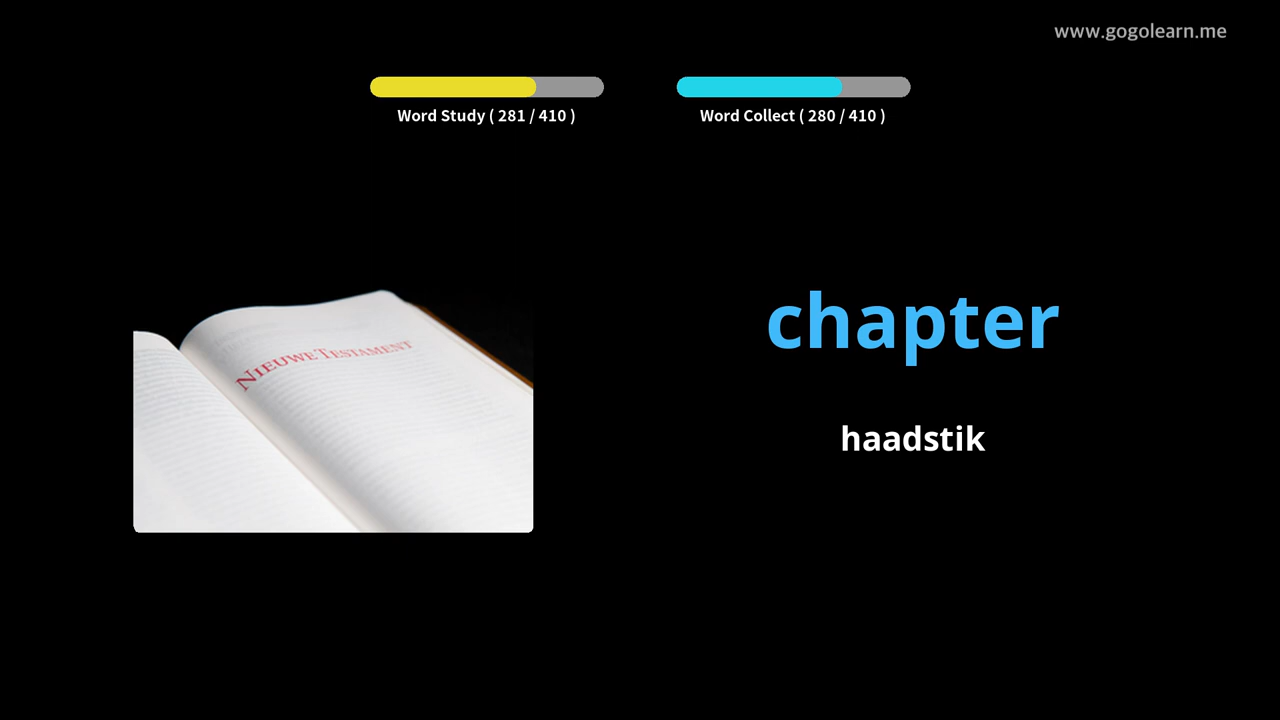 www.gogolearn.me
Word Study ( 281 / 410 )
Word Collect ( 280 / 410 )
NIEUWE TESTAMENT
chapter
haadstik